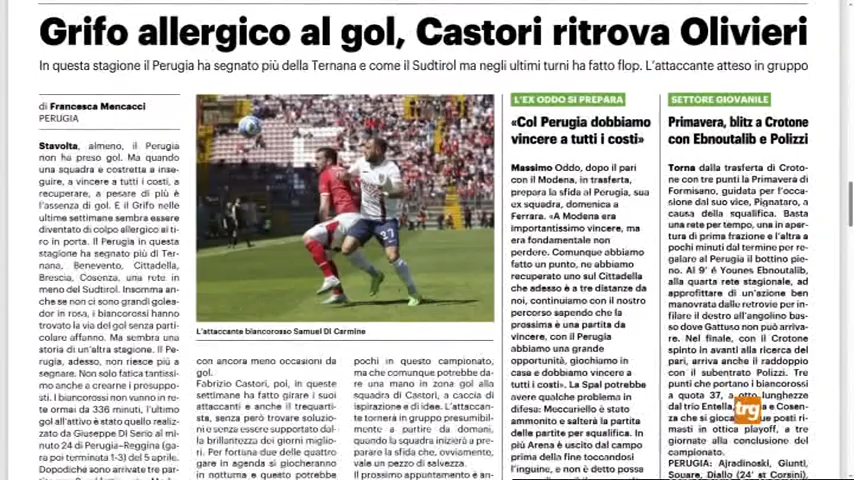 Grifo allergico al gol, Castori ritrova Olivieri
In questa stagione il Perugia ha segnato più della Ternana e come il Sudtirol ma negli ultimi turni ha fatto flop. L'attaccante atteso in gruppo
di Francesca Mencacci
PERUGIA
Stavolta, almeno, il Perugia
non ha preso gol. Ma quando
una squadra è costretta a inse-
guire, a vincere a tutti i costi, a
recuperare, a pesare di più è
l'assenza di gol. E il Grifo nelle
ultime settimane sembra essere
diventato di colpo allergico al ti-
ro in porta. Il Perugia in questa
stagione ha segnato più di Ter-
nana, Benevento, Cittadella,
Brescia, Cosenza, una rete in
meno del Sudtirol. Insomma an-
che se non ci sono grandi golea-
dor in rosa, i biancorossi hanno
trovato la via del gol senza parti-
colare affanno. Ma sembra una
storia di un'altra stagione. Il Pe-
rugia, adesso, non riesce più a
segnare. Non solo fatica tantissi-
mo anche a crearne i presuppo-
sti. I biancorossi non vanno in re-
te ormai da 336 minuti, l'ultimo
gol all'attivo è stato quello realiz-
zato da Giuseppe Di Serio al mi-
nuto 24 di Perugia-Reggina (ga-
ra poi terminata 1-3) del 5 aprile.
Dopodiché sono arrivate tre par-
L'attaccante biancorosso Samuel Di Carmine
con ancora meno occasioni da
gol.
Fabrizio Castori, poi, in queste
settimane ha fatto girare i suoi
attaccanti e anche il trequarti-
sta, senza però trovare soluzio-
ni e senza essere supportato dal-
la brillantezza dei giorni miglio-
ri. Per fortuna due delle quattro
gare in agenda si giocheranno
in notturna e questo potrebbe
pochi in questo campionato,
ma che comunque potrebbe da-
re una mano in zona gol alla
squadra di Castori, a caccia di
ispirazione e di idee. L'attaccan-
te tornerà in gruppo presumibil-
mente a partire da domani,
quando la squadra inizierà a pre-
parare la sfida che, ovviamente,
vale un pezzo di salvezza.
Il prossimo appuntamento è an-
L'EX ODDO SI PREPARA
«Col Perugia dobbiamo
vincere a tutti i costi»
Massimo Oddo, dopo il pari
con il Modena, in trasferta,
prepara la sfida al Perugia, sua
ex squadra, domenica a
Ferrara. «A Modena era
importantissimo vincere, ma
era fondamentale non
perdere. Comunque abbiamo
fatto un punto, ne abbiamo
recuperato uno sul Cittadella
che adesso è a tre distanze da
noi, continuiamo con il nostro
percorso sapendo che la
prossima è una partita da
vincere, con il Perugia
abbiamo una grande
opportunità, giochiamo in
casa e dobbiamo vincere a
tutti i costi». La Spal potrebbe
avere qualche problema in
difesa: Meccariello è stato
ammonito e salterà la partita
delle partite per squalifica. In
più Arena è uscito dal campo
prima della fine toccandosi
l'inguine, e non è detto possa
SETTORE GIOVANILE
Primavera, blitz a Crotone
con Ebnoutalib e Polizzi
Torna dalla trasferta di Croto-
ne con tre punti la Primavera di
Formisano, guidata per l'occa-
sione dal suo vice, Pignataro, a
causa della squalifica. Basta
una rete per tempo, una in aper-
tura di prima frazione e l'altra a
pochi minuti dal termine per re-
galare al Perugia il bottino pie-
no. Al 9' è Younes Ebnoutalib,
alla quarta rete stagionale, ad
approfittare di un'azione ben
manovrata dalle retrovie per in-
filare il destro all'angolino bas-
so dove Gattuso non può arriva-
re. Nel finale, con il Crotone
spinto in avanti alla ricerca del
pari, arriva anche il raddoppio
con il subentrato Polizzi. Tre
punti che portano i biancorossi
a quota 37, a otto lunghezze
dal trio Entella, e Cosen-
za che si gioca due posti ri-
masti in ottica playoff, a tre
giornate alla conclusione del
campionato.
PERUGIA: Ajradinoski, Giunti,
Souare, Diallo (24' st Corsini),
trg